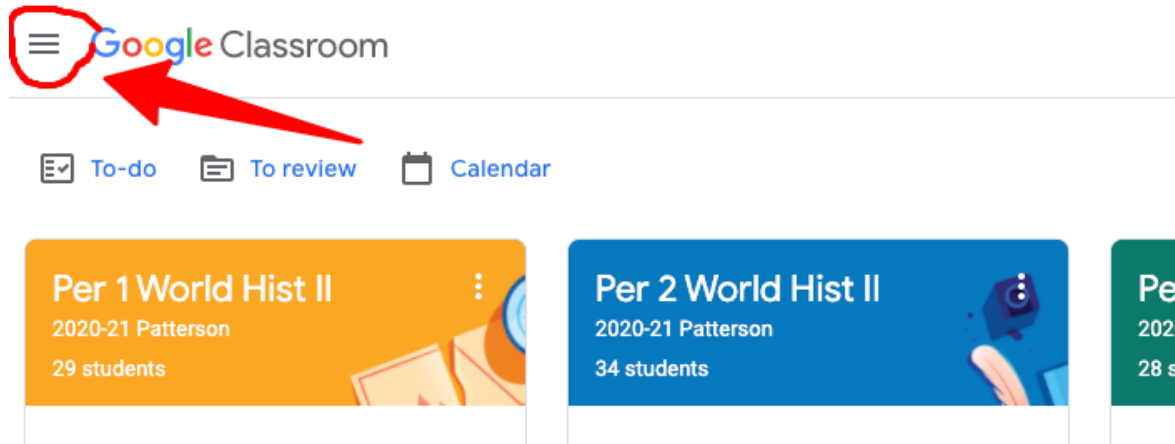 Google Classroom
To-do To review Calendar
Per 1 World Hist II
2020-21 Patterson
29 students
Per 2 World Hist II
2020-21 Patterson
34 students
Pe
202
28 s